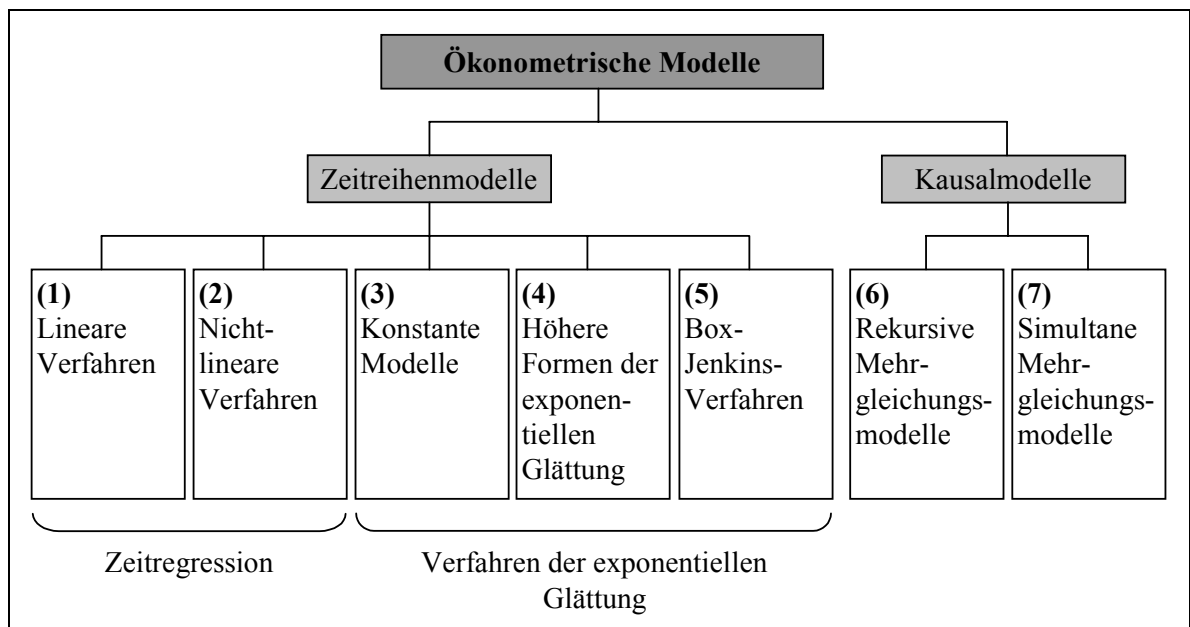 Ökonometrische Modelle
Zeitreihenmodelle
Kausalmodelle
(1)
Lineare
Verfahren
(2)
Nicht-
lineare
Verfahren
(3)
Konstante
Modelle
(4)
Höhere
Formen der
exponen-
tiellen
Glättung
(5)
Box-
Jenkins-
Verfahren
(6)
Rekursive
Mehr-
gleichungs-
modelle
(7)
Simultane
Mehr-
gleichungs-
modelle
Zeitregression
Verfahren der exponentiellen
Glättung